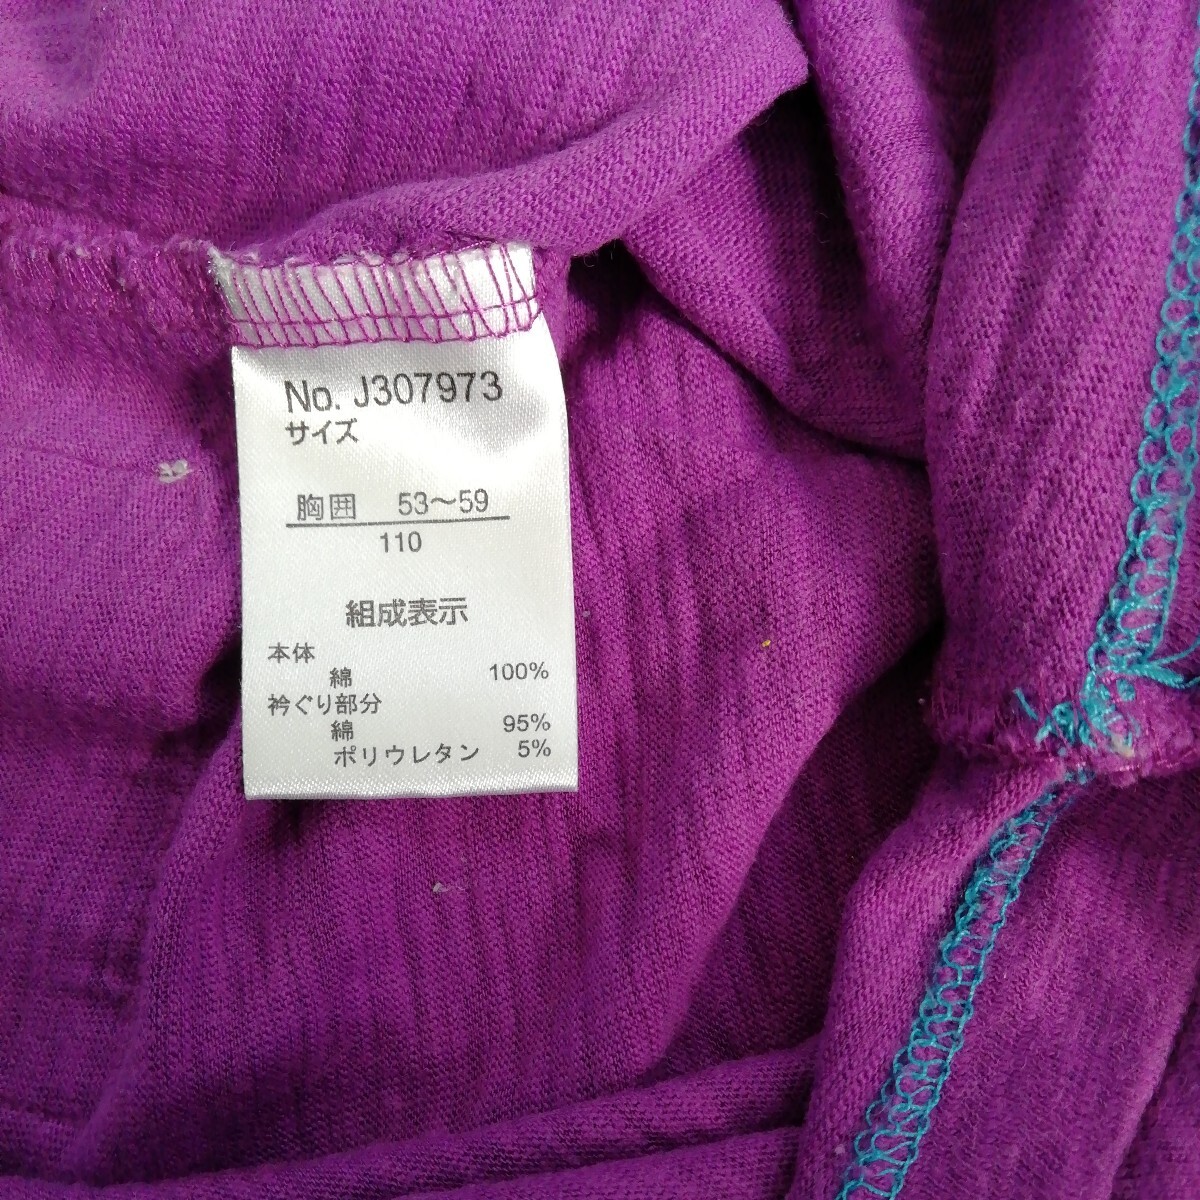 No. J307973
サイズ
胸囲 53～59
110
組成表示
本体
綿 100%
衿ぐり部分
綿 95%
ポリウレタン 5%